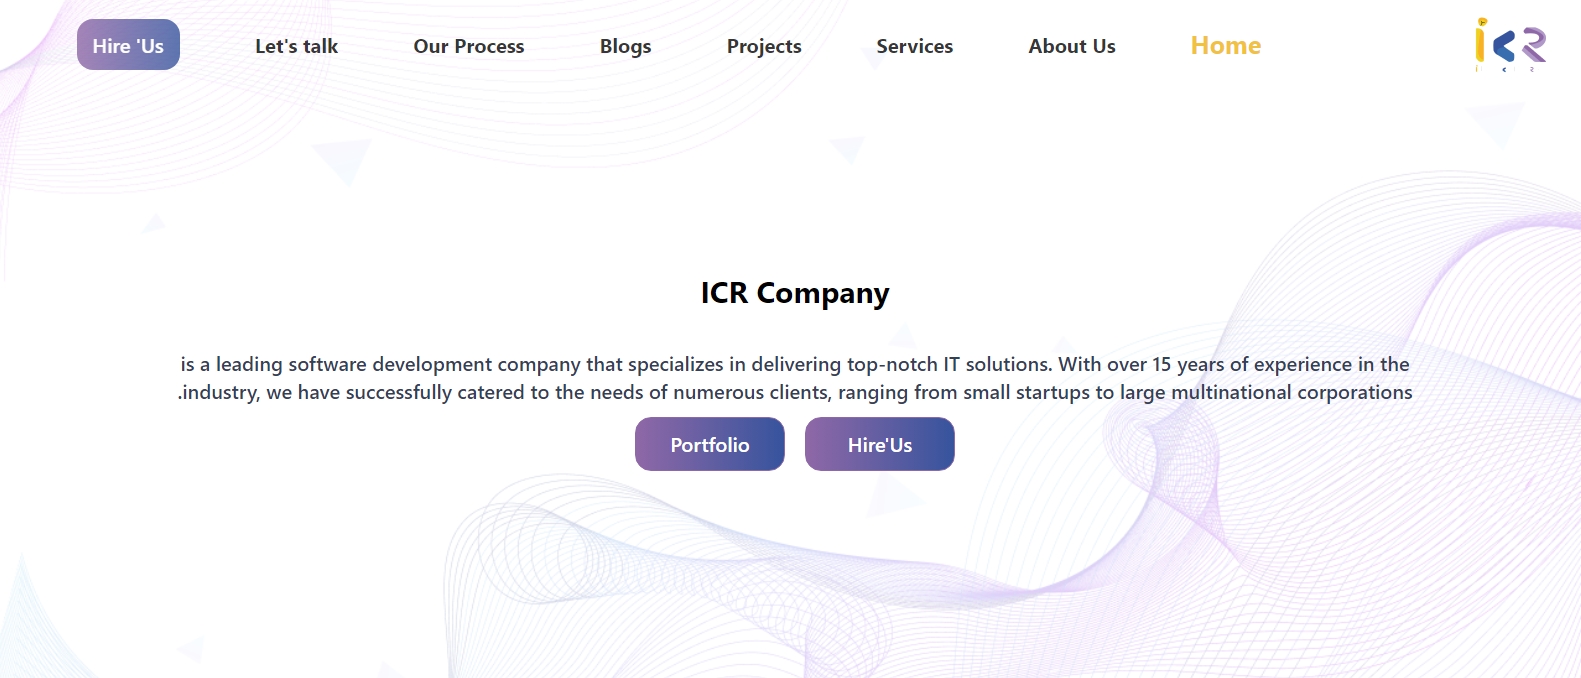 Hire 'Us
Let's talk
Our Process
Blogs
Projects
Services
About Us
Home
ICR
ICR Company
is a leading software development company that specializes in delivering top-notch IT solutions. With over 15 years of experience in the
.industry, we have successfully catered to the needs of numerous clients, ranging from small startups to large multinational corporations
Portfolio
Hire'Us